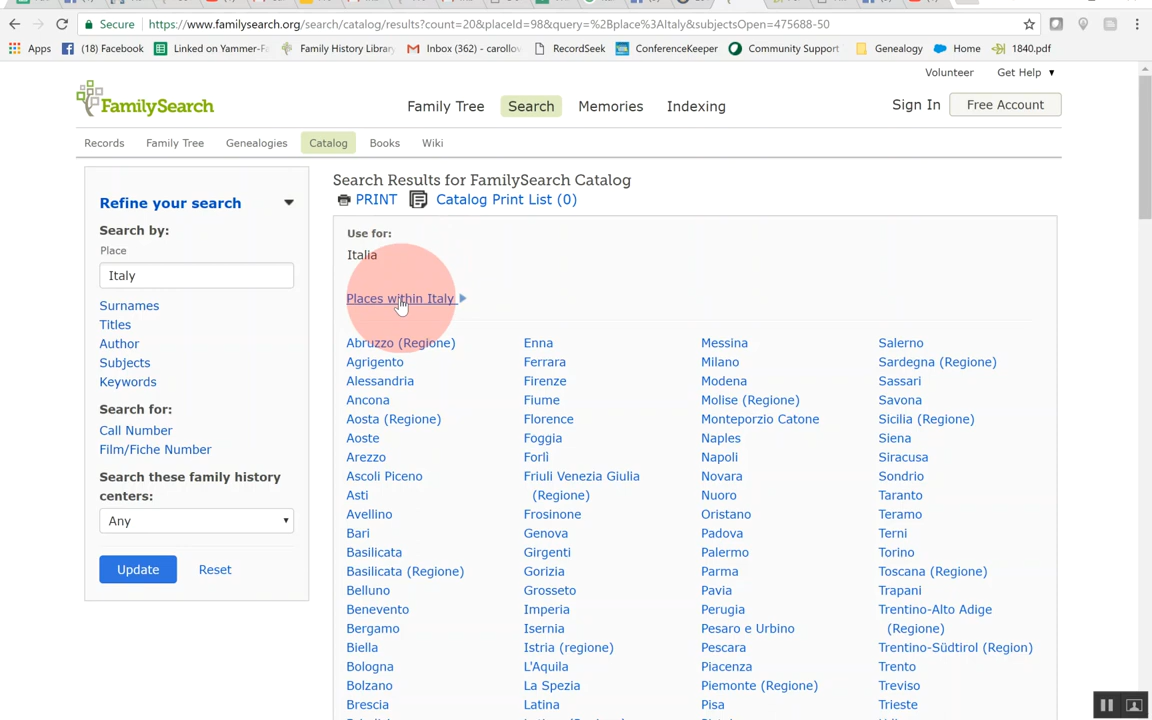 Secure https://www.familysearch.org/search/catalog/results?count=20&placeId=98&query=%2Bplace%3AItaly&subjectsOpen=475688-50
Apps (18) Facebook Linked on Yammer-Fa Family History Library Inbox (362) - carollov RecordSeek ConferenceKeeper Community Support Genealogy Home 1840.pdf
Volunteer Get Help
FamilySearch Family Tree Search Memories Indexing Sign In Free Account
Records Family Tree Genealogies Catalog Books Wiki
Refine your search
Search by:
Place
Italy
Surnames
Titles
Author
Subjects
Keywords
Search for:
Call Number
Film/Fiche Number
Search these family history
centers:
Any
Update Reset
Search Results for FamilySearch Catalog
PRINT Catalog Print List (0)
Use for:
Italia
Places within Italy
Abruzzo (Regione)
Agrigento
Alessandria
Ancona
Aosta (Regione)
Aoste
Arezzo
Ascoli Piceno
Asti
Avellino
Bari
Basilicata
Basilicata (Regione)
Belluno
Benevento
Bergamo
Biella
Bologna
Bolzano
Brescia
Enna
Ferrara
Firenze
Fiume
Florence
Foggia
Forlì
Friuli Venezia Giulia
(Regione)
Frosinone
Genova
Girgenti
Gorizia
Grosseto
Imperia
Isernia
Istria (regione)
L'Aquila
La Spezia
Latina
Messina
Milano
Modena
Molise (Regione)
Monteporzio Catone
Naples
Napoli
Novara
Nuoro
Oristano
Padova
Palermo
Parma
Pavia
Perugia
Pesaro e Urbino
Pescara
Piacenza
Piemonte (Regione)
Pisa
Salerno
Sardegna (Regione)
Sassari
Savona
Sicilia (Regione)
Siena
Siracusa
Sondrio
Taranto
Teramo
Terni
Torino
Toscana (Regione)
Trapani
Trentino-Alto Adige
(Regione)
Trentino-Südtirol (Region)
Trento
Treviso
Trieste